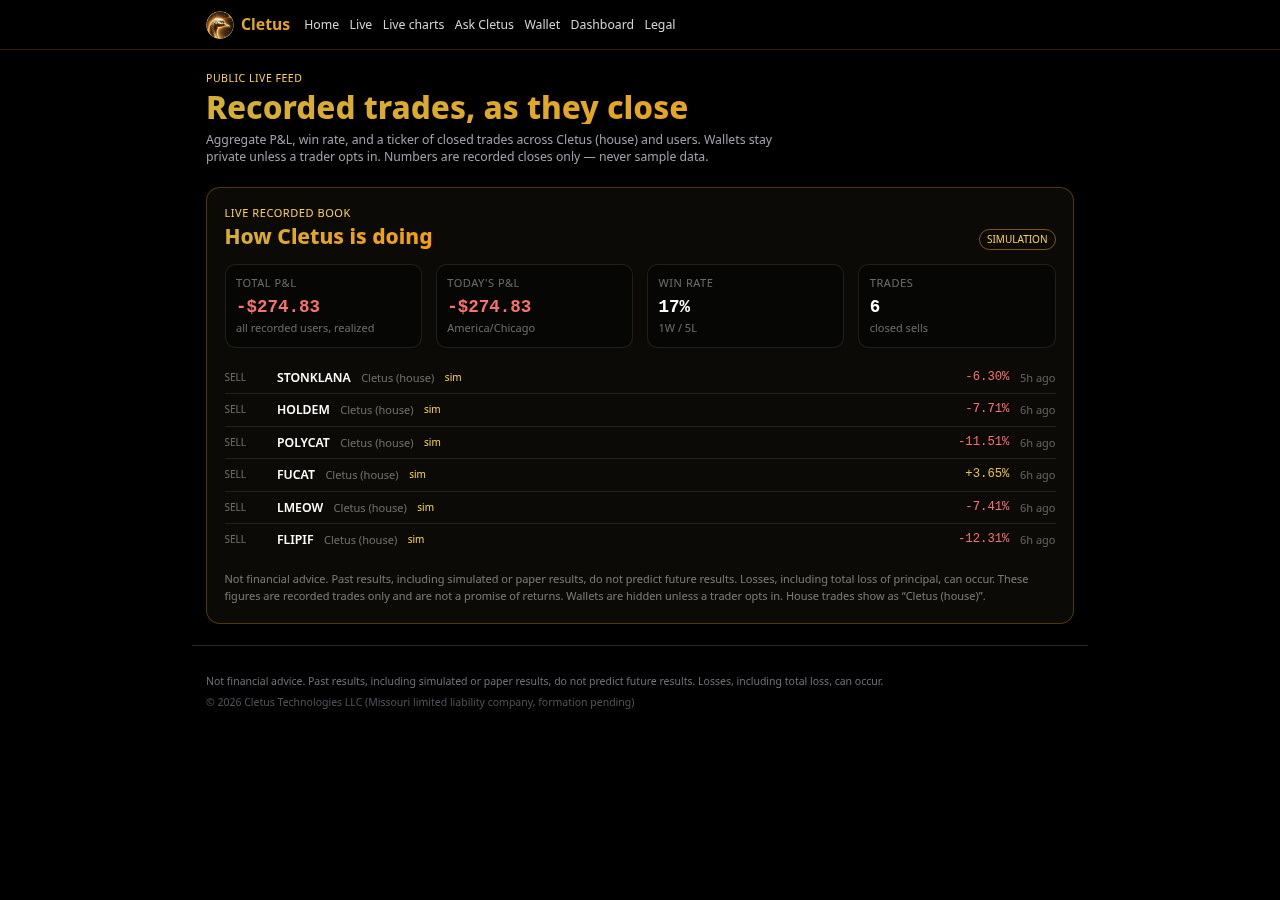 Cletus Home Live Live charts Ask Cletus Wallet Dashboard Legal
PUBLIC LIVE FEED
Recorded trades, as they close
Aggregate P&L, win rate, and a ticker of closed trades across Cletus (house) and users. Wallets stay
private unless a trader opts in. Numbers are recorded closes only — never sample data.
LIVE RECORDED BOOK
How Cletus is doing
SIMULATION
TOTAL P&L
-$274.83
all recorded users, realized
TODAY'S P&L
-$274.83
America/Chicago
WIN RATE
17%
1W / 5L
TRADES
6
closed sells
SELL STONKLANA Cletus (house) sim -6.30% 5h ago
SELL HOLDEM Cletus (house) sim -7.71% 6h ago
SELL POLYCAT Cletus (house) sim -11.51% 6h ago
SELL FUCAT Cletus (house) sim +3.65% 6h ago
SELL LMEOW Cletus (house) sim -7.41% 6h ago
SELL FLIPIF Cletus (house) sim -12.31% 6h ago
Not financial advice. Past results, including simulated or paper results, do not predict future results. Losses, including total loss of principal, can occur. These
figures are recorded trades only and are not a promise of returns. Wallets are hidden unless a trader opts in. House trades show as “Cletus (house)”.
Not financial advice. Past results, including simulated or paper results, do not predict future results. Losses, including total loss, can occur.
© 2026 Cletus Technologies LLC (Missouri limited liability company, formation pending)